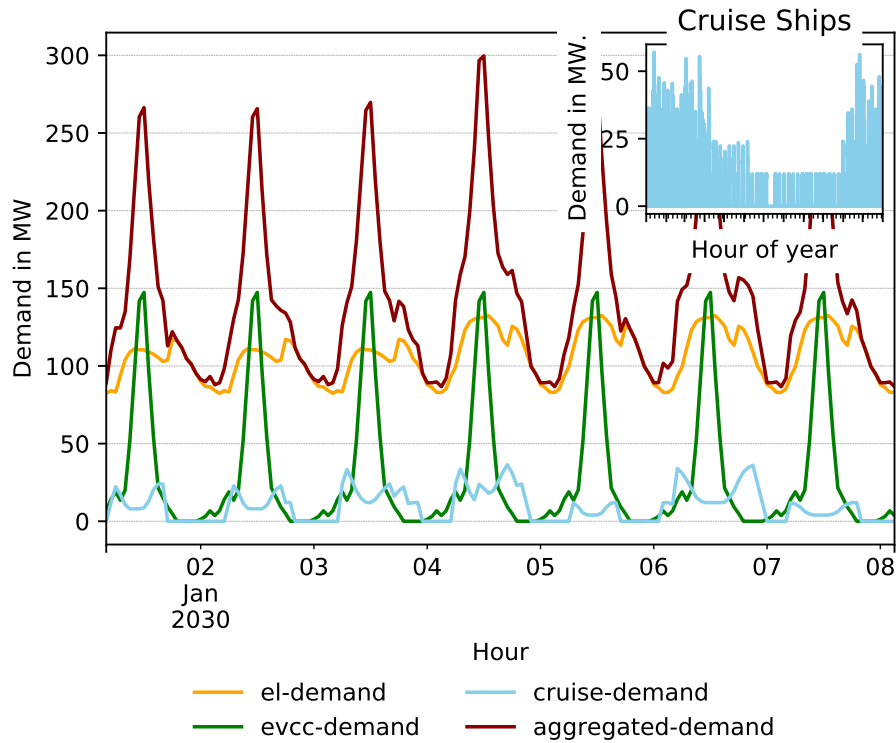 Cruise Ships
300
250
200
150
100
50
0
Demand in MW
50
25
0
Demand in MW.
Hour of year
02
03
04
05
06
07
08
Jan
2030
Hour
el-demand
cruise-demand
evcc-demand
aggregated-demand